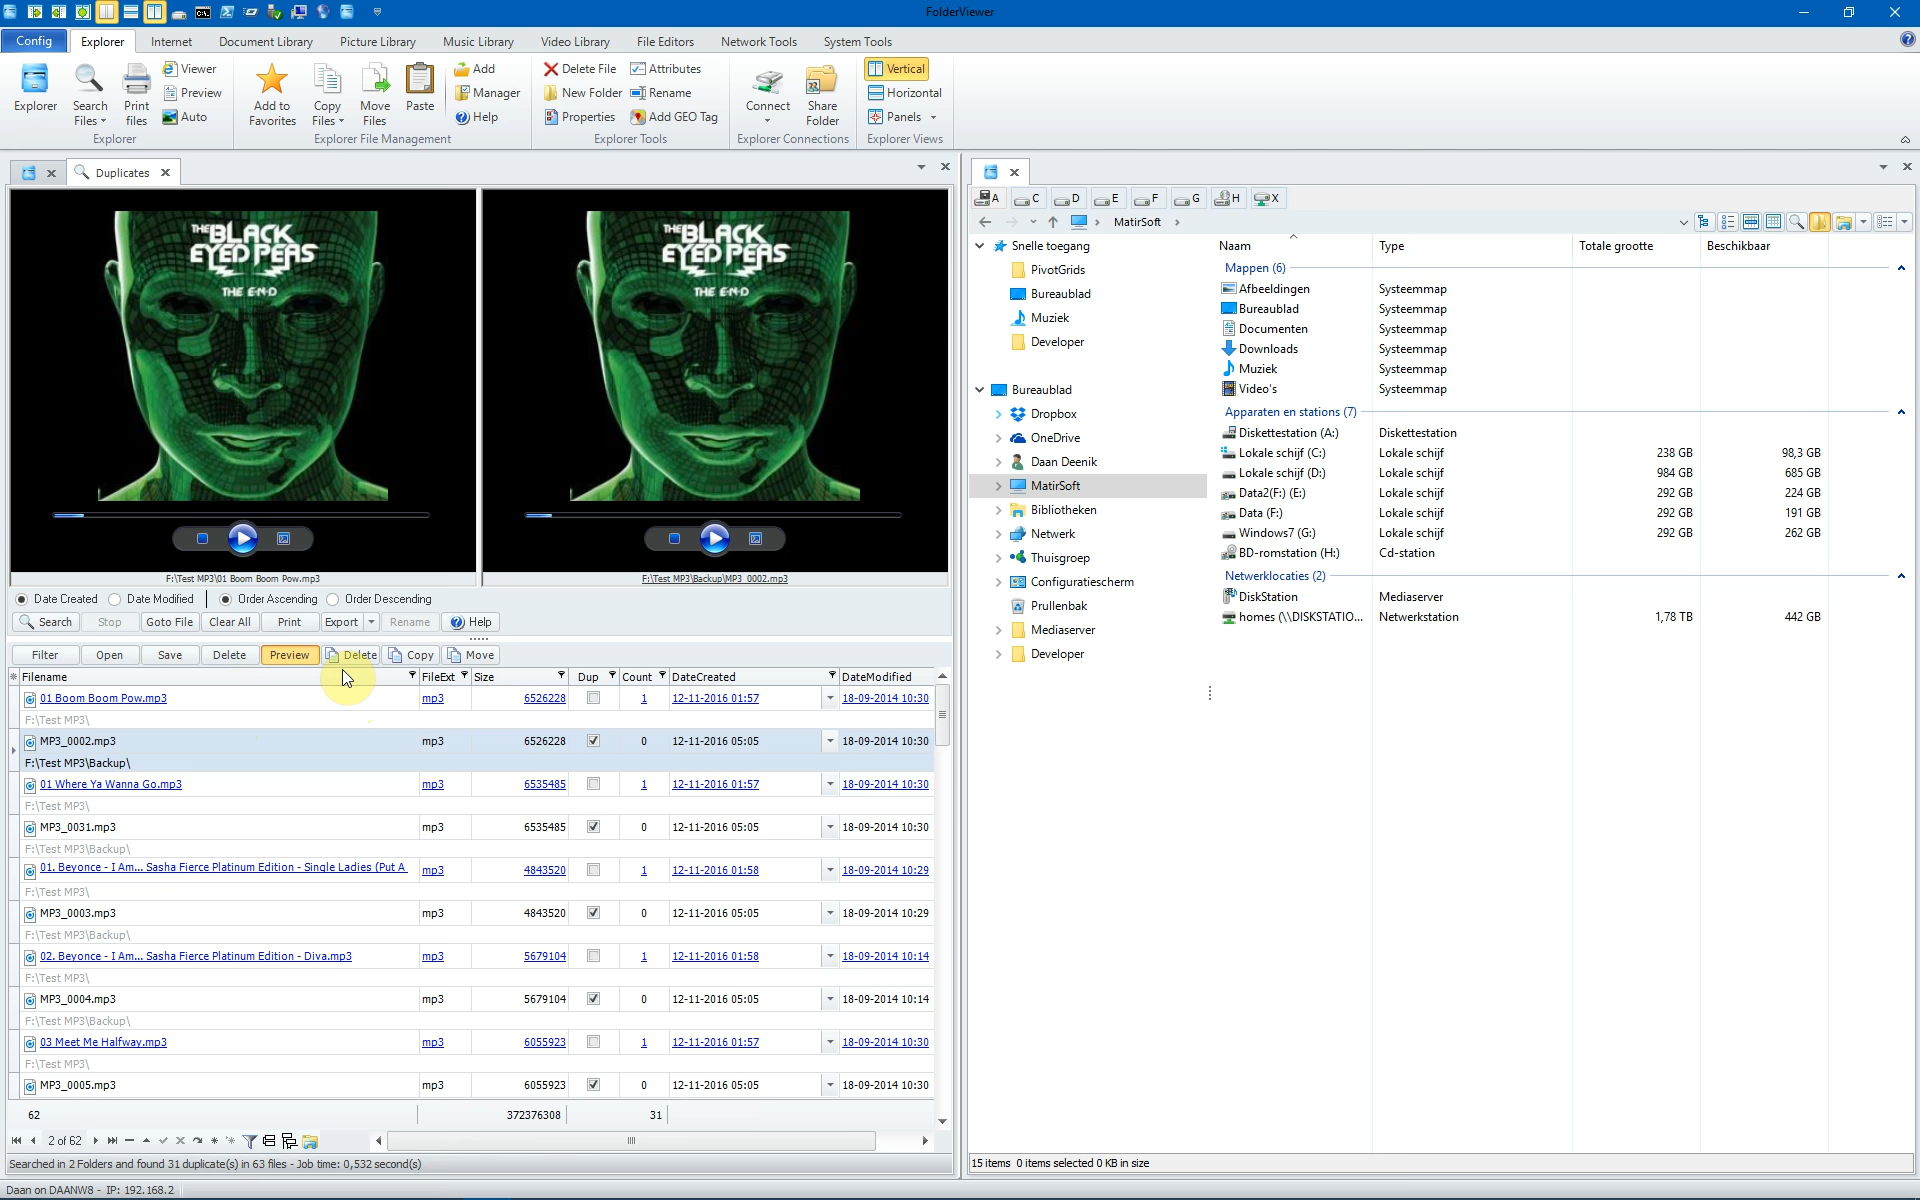 FolderViewer
Config Explorer Internet Document Library Picture Library Music Library Video Library File Editors Network Tools System Tools
Explorer
Search Files
Print files
Viewer
Preview
Auto
Explorer
Add to Favorites
Copy Files
Move Files
Paste
Add
Manager
Help
Explorer File Management
Delete File
New Folder
Properties
Attributes
Rename
Add GEO Tag
Explorer Tools
Connect
Share Folder
Explorer Connections
Vertical
Horizontal
Panels
Explorer Views
Duplicates
THE BLACK EYED PEAS
THE E·N·D
F:\Test MP3\01 Boom Boom Pow.mp3
THE BLACK EYED PEAS
THE E·N·D
F:\Test MP3\Backup\MP3_0002.mp3
Date Created Date Modified Order Ascending Order Descending
Search Stop Goto File Clear All Print Export Rename Help
Filter Open Save Delete Preview Delete Copy Move
Filename FileExt Size Dup Count DateCreated DateModified
01 Boom Boom Pow.mp3 mp3 6526228 1 12-11-2016 01:57 18-09-2014 10:30
F:\Test MP3\
MP3_0002.mp3 mp3 6526228 0 12-11-2016 05:05 18-09-2014 10:30
F:\Test MP3\Backup\
01 Where Ya Wanna Go.mp3 mp3 6535485 1 12-11-2016 01:57 18-09-2014 10:30
F:\Test MP3\
MP3_0031.mp3 mp3 6535485 0 12-11-2016 05:05 18-09-2014 10:30
F:\Test MP3\Backup\
01. Beyonce - I Am... Sasha Fierce Platinum Edition - Single Ladies (Put A mp3 4843520 1 12-11-2016 01:58 18-09-2014 10:29
F:\Test MP3\
MP3_0003.mp3 mp3 4843520 0 12-11-2016 05:05 18-09-2014 10:29
F:\Test MP3\Backup\
02. Beyonce - I Am... Sasha Fierce Platinum Edition - Diva.mp3 mp3 5679104 1 12-11-2016 01:58 18-09-2014 10:14
F:\Test MP3\
MP3_0004.mp3 mp3 5679104 0 12-11-2016 05:05 18-09-2014 10:14
F:\Test MP3\Backup\
03 Meet Me Halfway.mp3 mp3 6055923 1 12-11-2016 01:57 18-09-2014 10:30
F:\Test MP3\
MP3_0005.mp3 mp3 6055923 0 12-11-2016 05:05 18-09-2014 10:30
62 372376308 31
2 of 62
Searched in 2 Folders and found 31 duplicate(s) in 63 files - Job time: 0,532 second(s)
A C D E F G H X
MatirSoft
Snelle toegang
PivotGrids
Bureaublad
Muziek
Developer
Bureaublad
Dropbox
OneDrive
Daan Deenik
MatirSoft
Bibliotheken
Netwerk
Thuisgroep
Configuratiescherm
Prullenbak
Mediaserver
Developer
Naam Type Totale grootte Beschikbaar
Mappen (6)
Afbeeldingen Systeemmap
Bureaublad Systeemmap
Documenten Systeemmap
Downloads Systeemmap
Muziek Systeemmap
Video's Systeemmap
Apparaten en stations (7)
Diskettestation (A:) Diskettestation
Lokale schijf (C:) Lokale schijf 238 GB 98,3 GB
Lokale schijf (D:) Lokale schijf 984 GB 685 GB
Data2(F:) (E:) Lokale schijf 292 GB 224 GB
Data (F:) Lokale schijf 292 GB 191 GB
Windows7 (G:) Lokale schijf 292 GB 262 GB
BD-romstation (H:) Cd-station
Netwerklocaties (2)
DiskStation Mediaserver
homes (\\DISKSTATIO... Netwerkstation 1,78 TB 442 GB
15 items 0 items selected 0 KB in size
Daan on DAANW8 - IP: 192.168.2